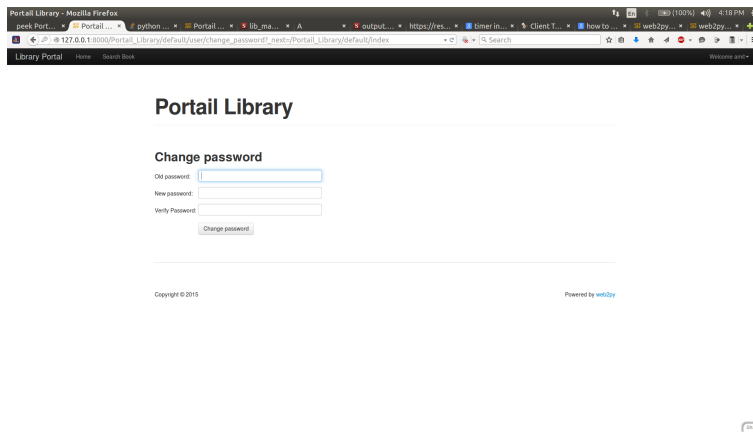 Portail Library - Mozilla Firefox
En (100%) 4:18 PM
peek Port... × Portail ... × python ... × Portail ... × lib_ma... × A × output.... × https://res... × timer in... × Client T... × how to ... × web2py... × web2py... ×
127.0.0.1:8000/Portail_Library/default/user/change_password?_next=/Portail_Library/default/index Search
Library Portal Home Search Book Welcome amit
Portail Library
Change password
Old password:
New password:
Verify Password:
Change password
Copyright © 2015 Powered by web2py